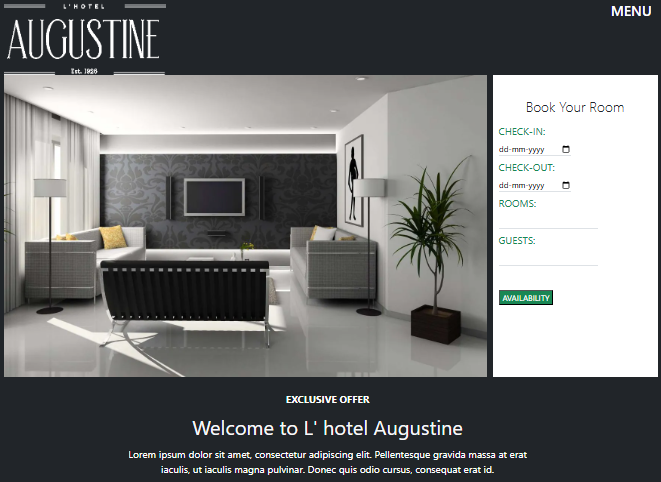 L'HOTEL
AUGUSTINE
Est. 1926
MENU
Book Your Room
CHECK-IN:
dd-mm-yyyy
CHECK-OUT:
dd-mm-yyyy
ROOMS:
GUESTS:
AVAILABILITY
EXCLUSIVE OFFER
Welcome to L' hotel Augustine
Lorem ipsum dolor sit amet, consectetur adipiscing elit. Pellentesque gravida massa at erat
iaculis, ut iaculis magna pulvinar. Donec quis odio cursus, consequat erat id.